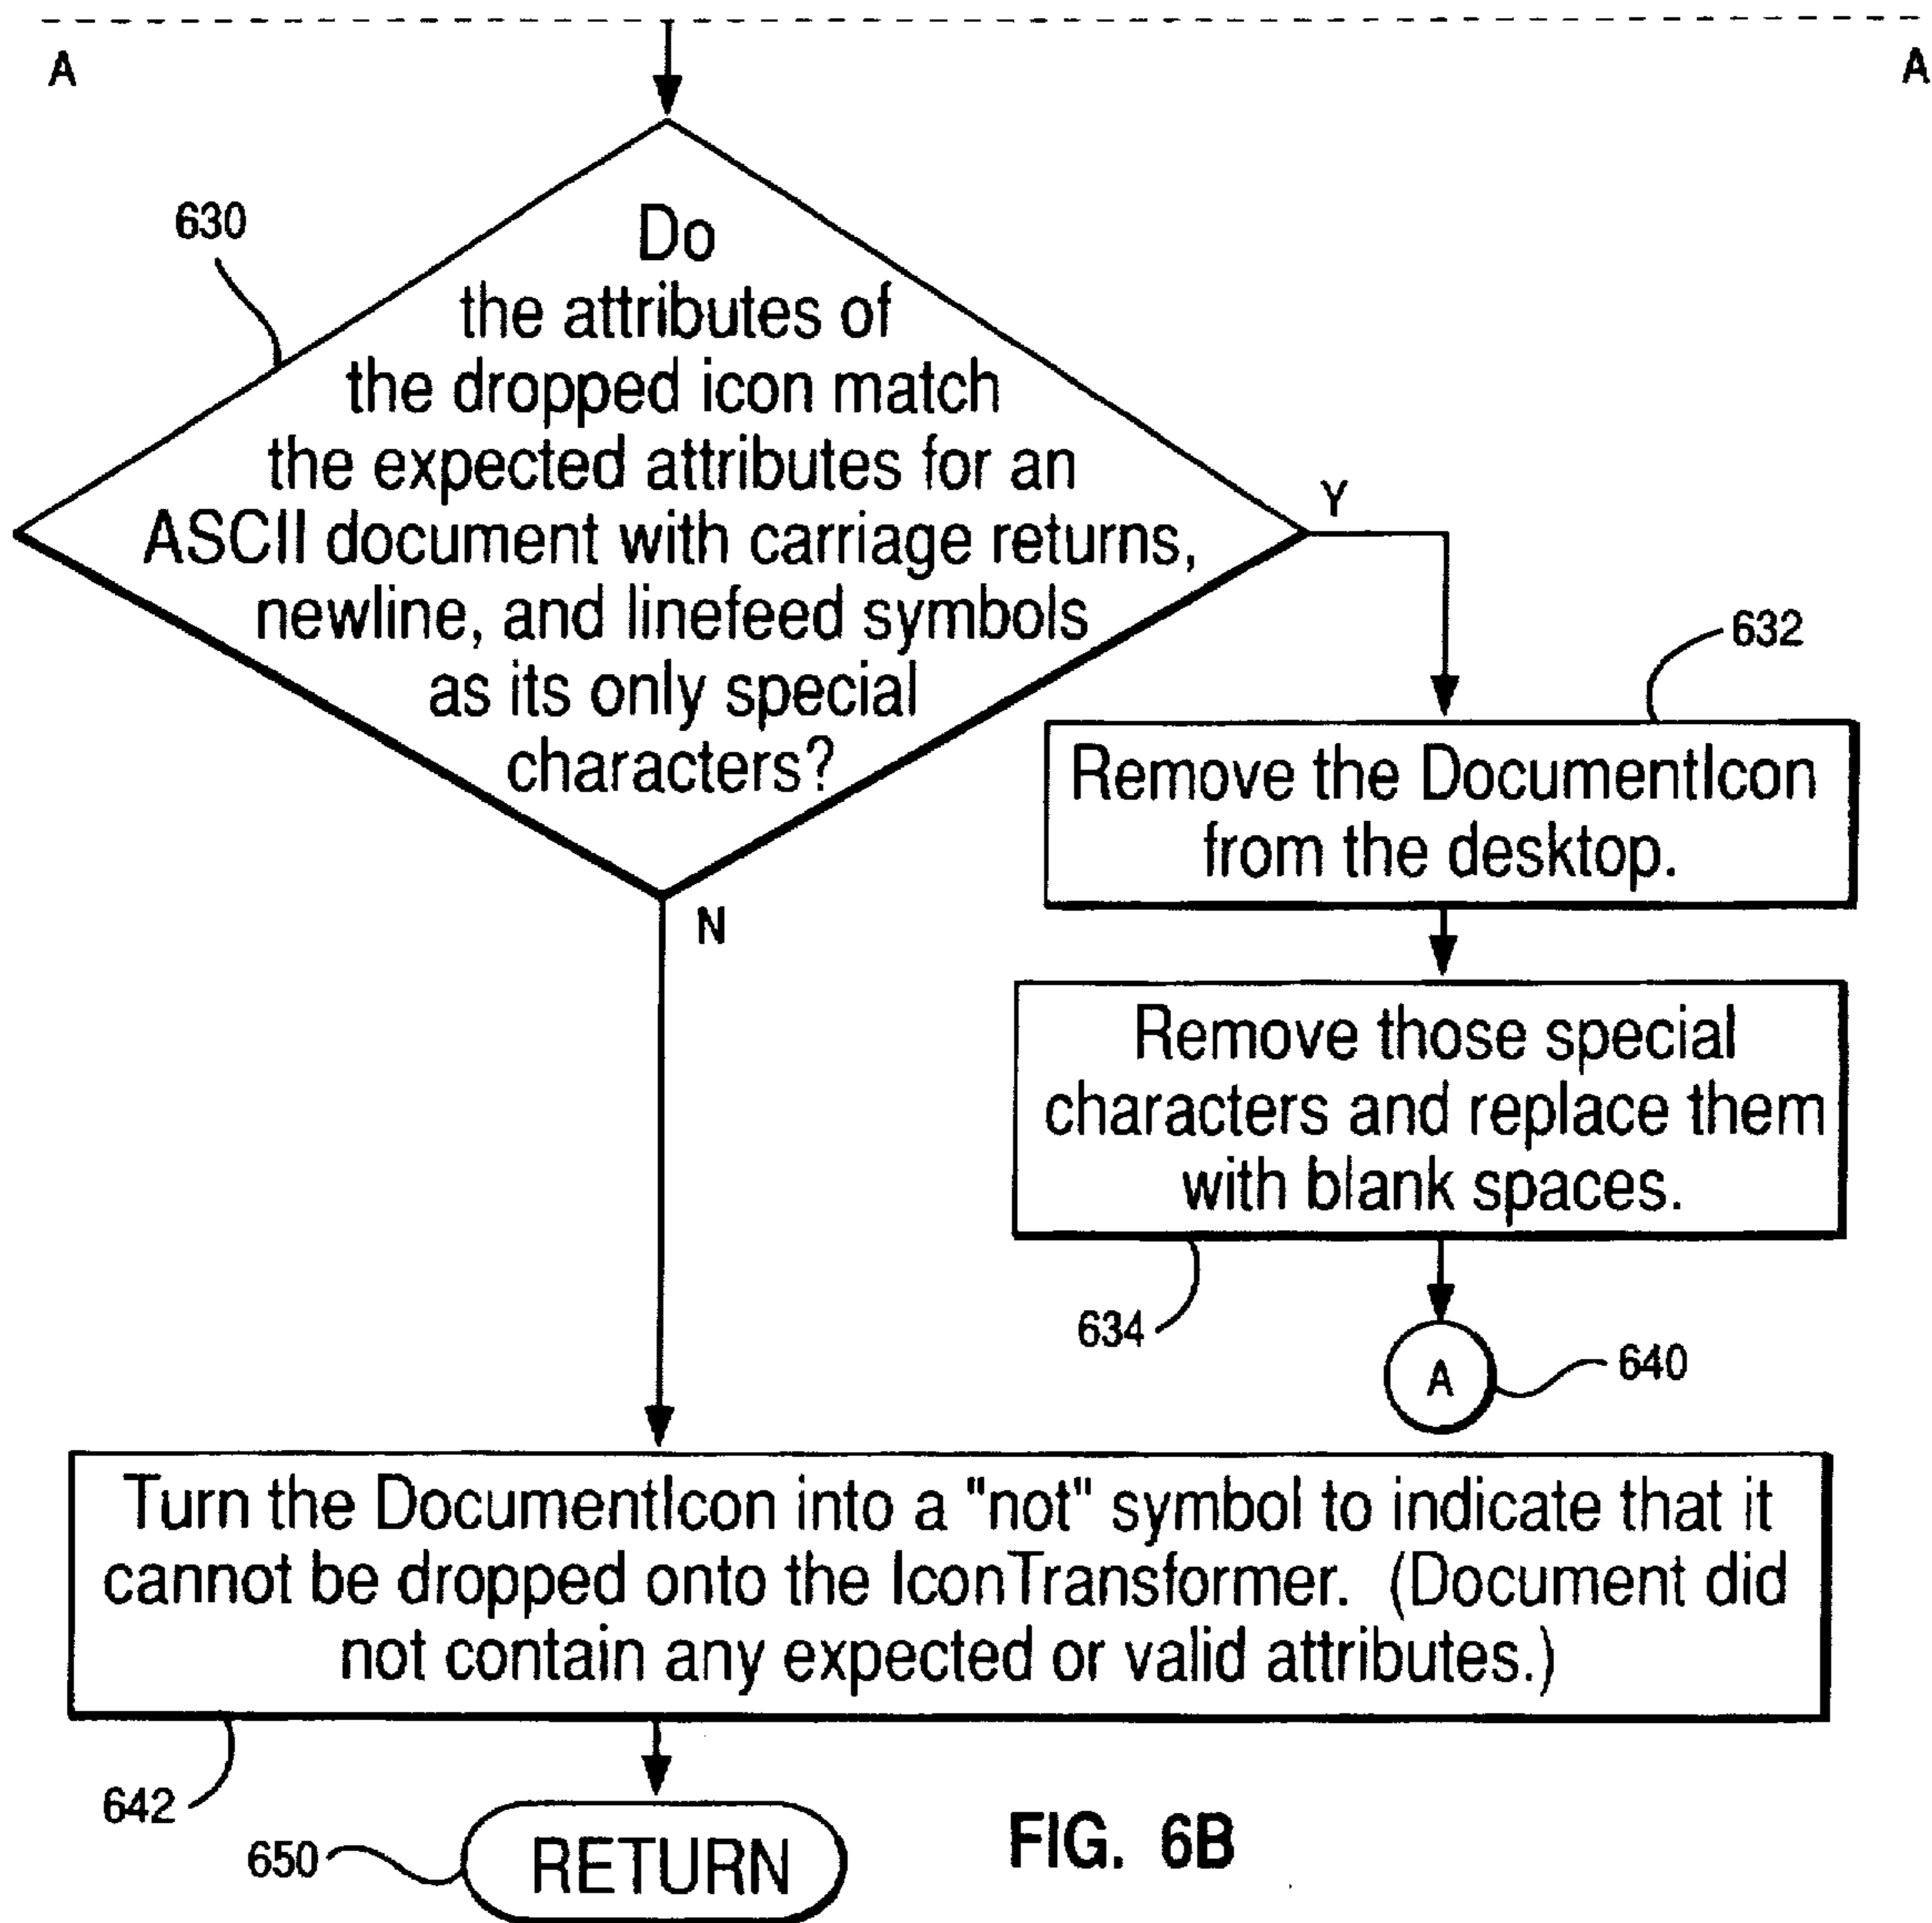 A
A
630
Do
the attributes of
the dropped icon match
the expected attributes for an
ASCII document with carriage returns,
newline, and linefeed symbols
as its only special
characters?
Y
632
Remove the DocumentIcon
from the desktop.
N
Remove those special
characters and replace them
with blank spaces.
634
A
640
Turn the DocumentIcon into a "not" symbol to indicate that it
cannot be dropped onto the IconTransformer. (Document did
not contain any expected or valid attributes.)
642
650
RETURN
FIG. 6B